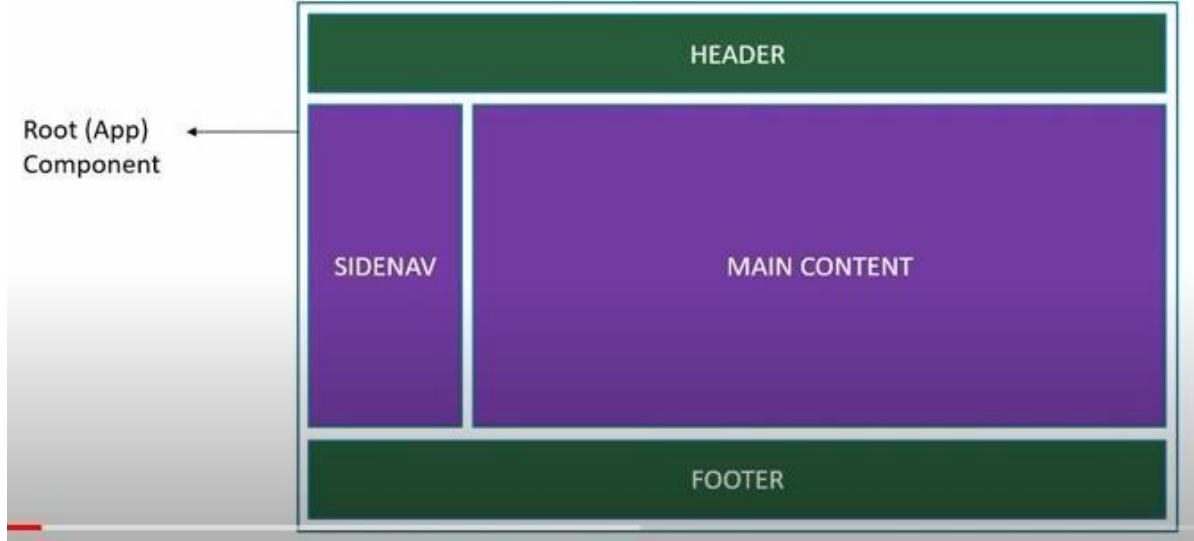 HEADER
Root (App)
Component
SIDENAV
MAIN CONTENT
FOOTER